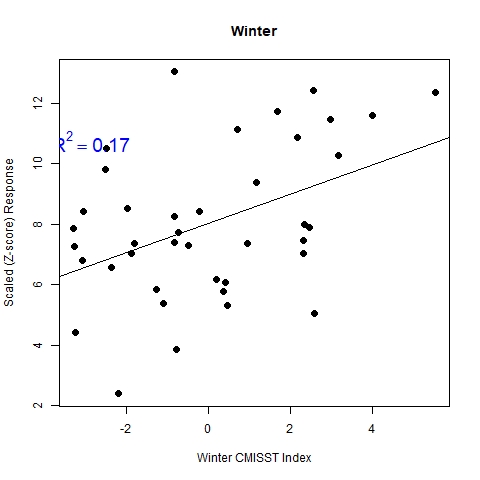 Winter
Scaled (Z-score) Response
12
10
8
6
4
2
R² = 0.17
-2 0 2 4
Winter CMISST Index